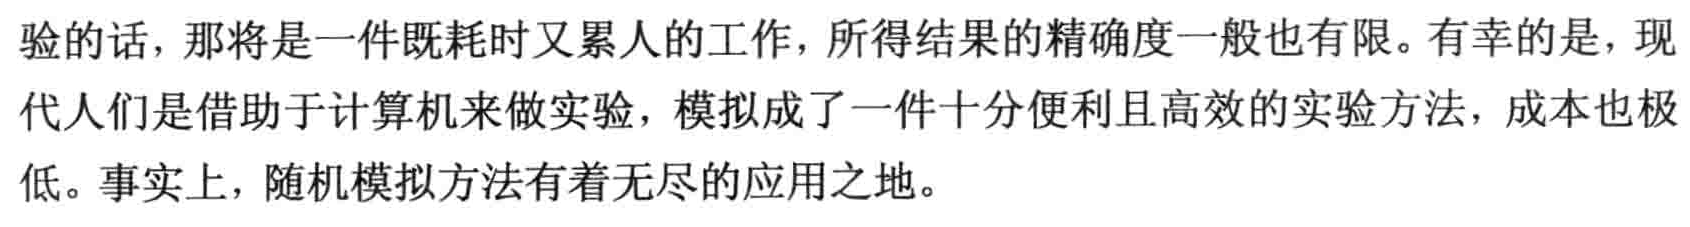 验的话，那将是一件既耗时又累人的工作，所得结果的精确度一般也有限。有幸的是，现
代人们是借助于计算机来做实验，模拟成了一件十分便利且高效的实验方法，成本也极
低。事实上，随机模拟方法有着无尽的应用之地。